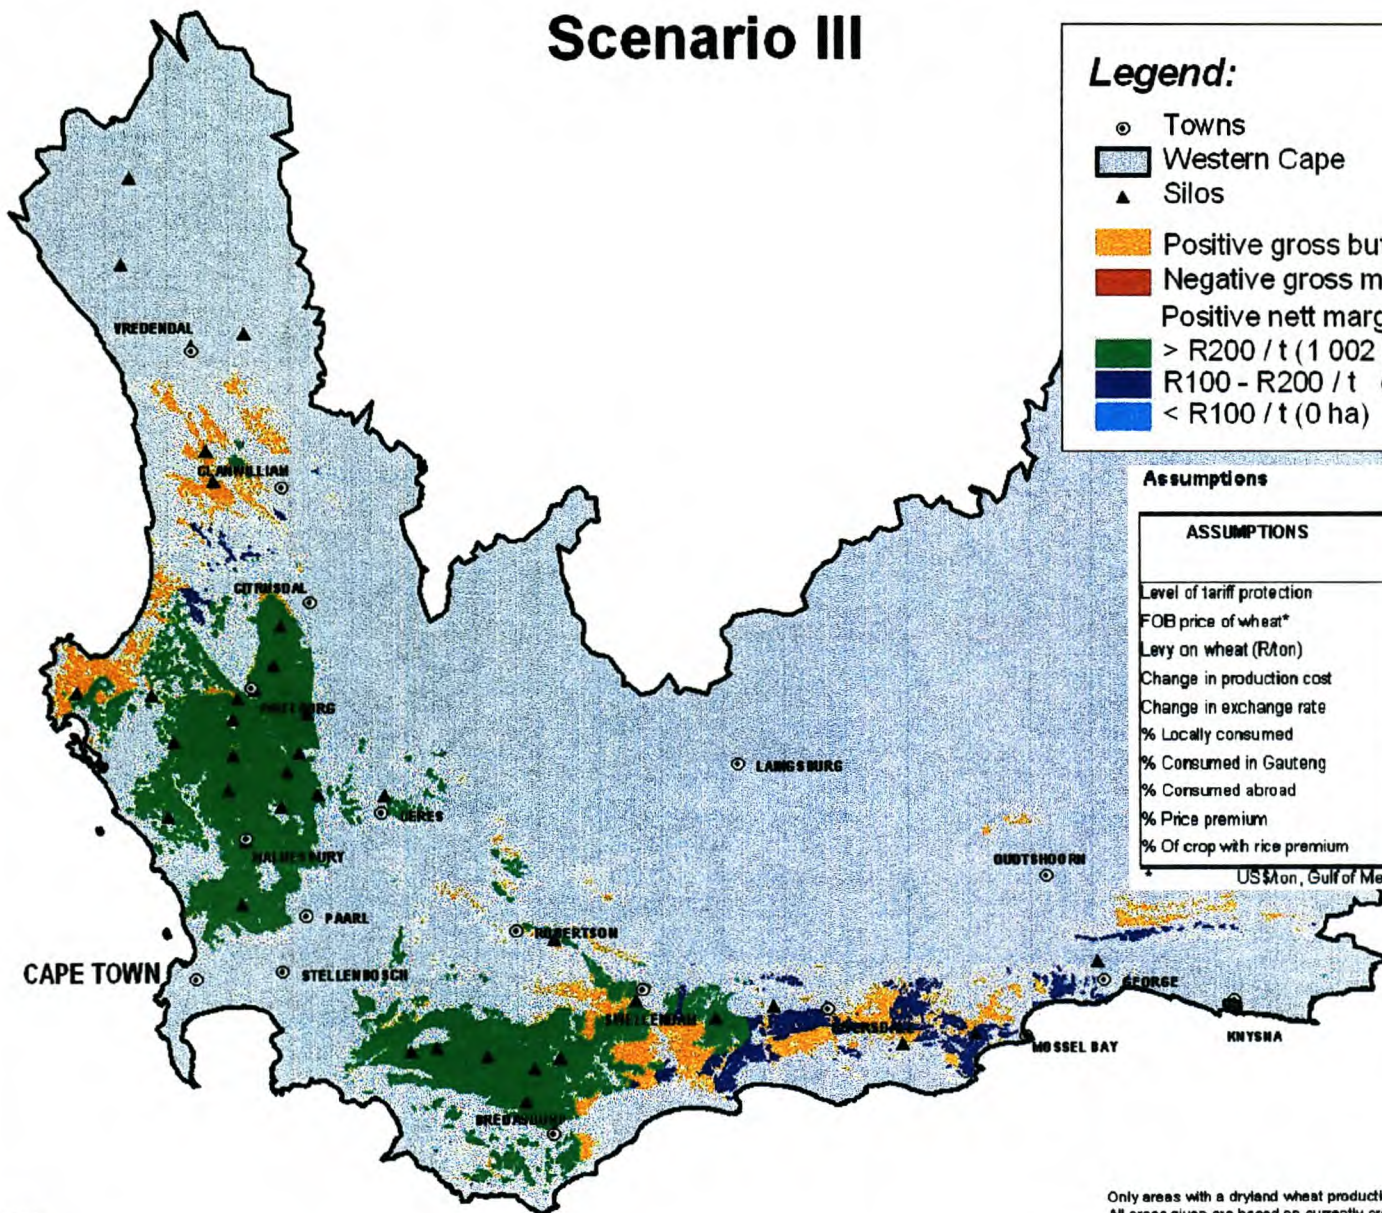 Scenario III
Legend:
Towns
Western Cape
Silos
Positive gross but
Negative gross m
Positive nett marg
> R200 / t (1 002
R100 - R200 / t
< R100 / t (0 ha)
Assumptions
ASSUMPTIONS
Level of tariff protection
FOB price of wheat*
Levy on wheat (R/ton)
Change in production cost
Change in exchange rate
% Locally consumed
% Consumed in Gauteng
% Consumed abroad
% Price premium
% Of crop with rice premium
* US$/ton, Gulf of Me
VREDENDAL
CLANWILLIAM
CITRUSDAL
LAINGSBURG
CERES
MALMESBURY
OUDTSHOORN
PAARL
ROBERTSON
CAPE TOWN
STELLENBOSCH
GEORGE
SWELLENDAM
MOSSEL BAY
KNYSNA
BREDASDORP
Only areas with a dryland wheat producti